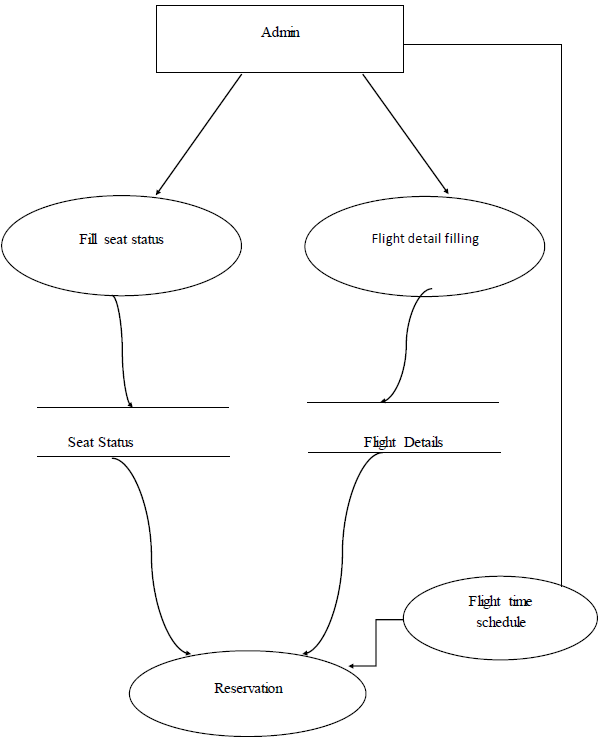 Admin
Fill seat status
Flight detail filling
Seat Status
Flight Details
Flight time
schedule
Reservation